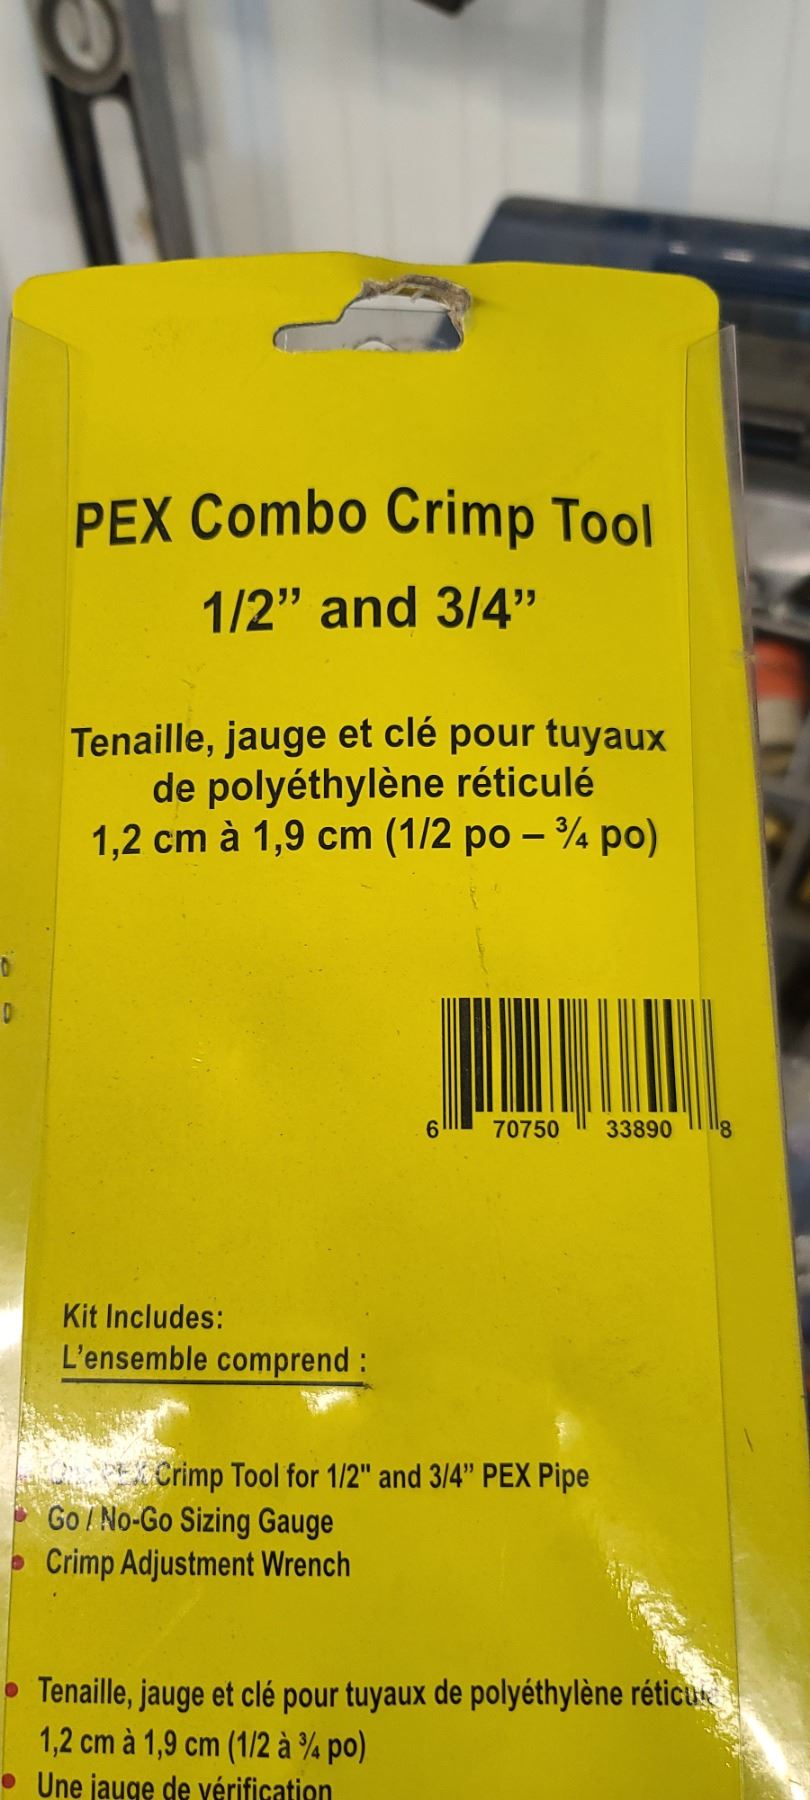 PEX Combo Crimp Tool
1/2” and 3/4”
Tenaille, jauge et clé pour tuyaux
de polyéthylène réticulé
1,2 cm à 1,9 cm (1/2 po – ¾ po)
6 70750 33890 8
Kit Includes:
L'ensemble comprend :
One PEX Crimp Tool for 1/2" and 3/4” PEX Pipe
Go / No-Go Sizing Gauge
Crimp Adjustment Wrench
Tenaille, jauge et clé pour tuyaux de polyéthylène réticulé
1,2 cm à 1,9 cm (1/2 à ¾ po)
Une jauge de vérification